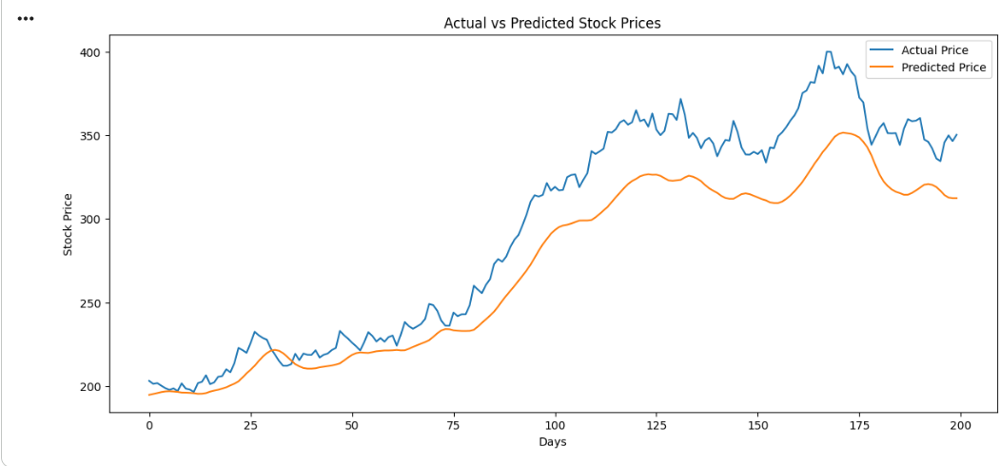 •••
Actual vs Predicted Stock Prices
Actual Price
Predicted Price
400
350
300
250
200
Stock Price
0 25 50 75 100 125 150 175 200
Days